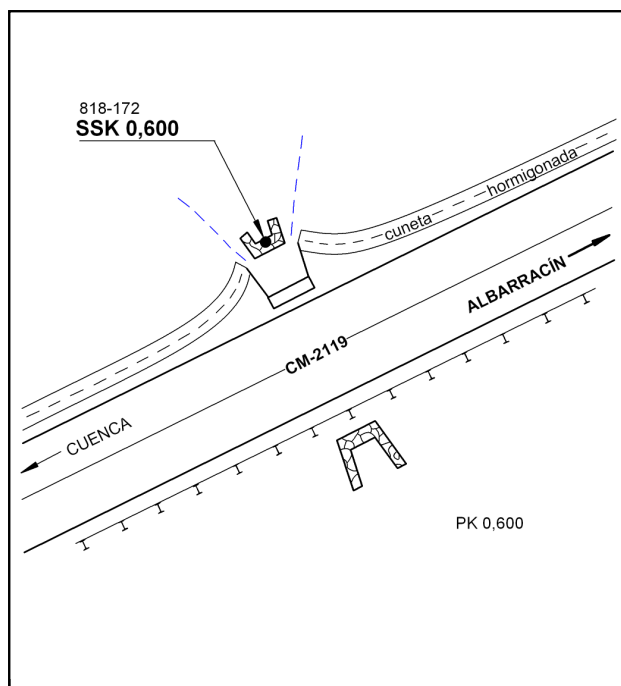 818-172
SSK 0,600
cuneta hormigonada
ALBARRACÍN
CM-2119
CUENCA
PK 0,600